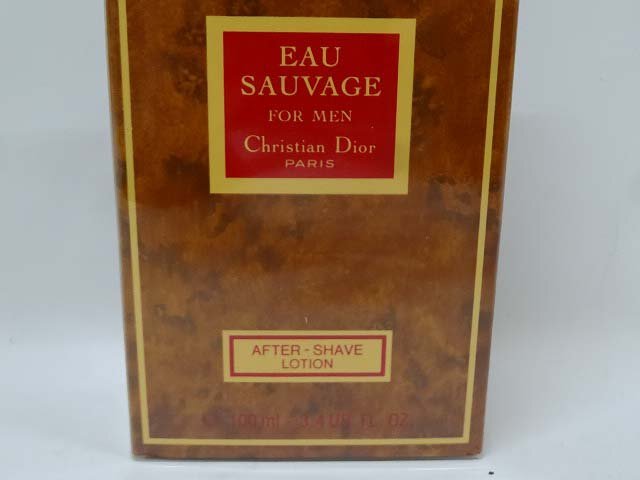 EAU
SAUVAGE
FOR MEN
Christian Dior
PARIS
AFTER-SHAVE
LOTION
100 ml - 3.4 US FL. OZ.